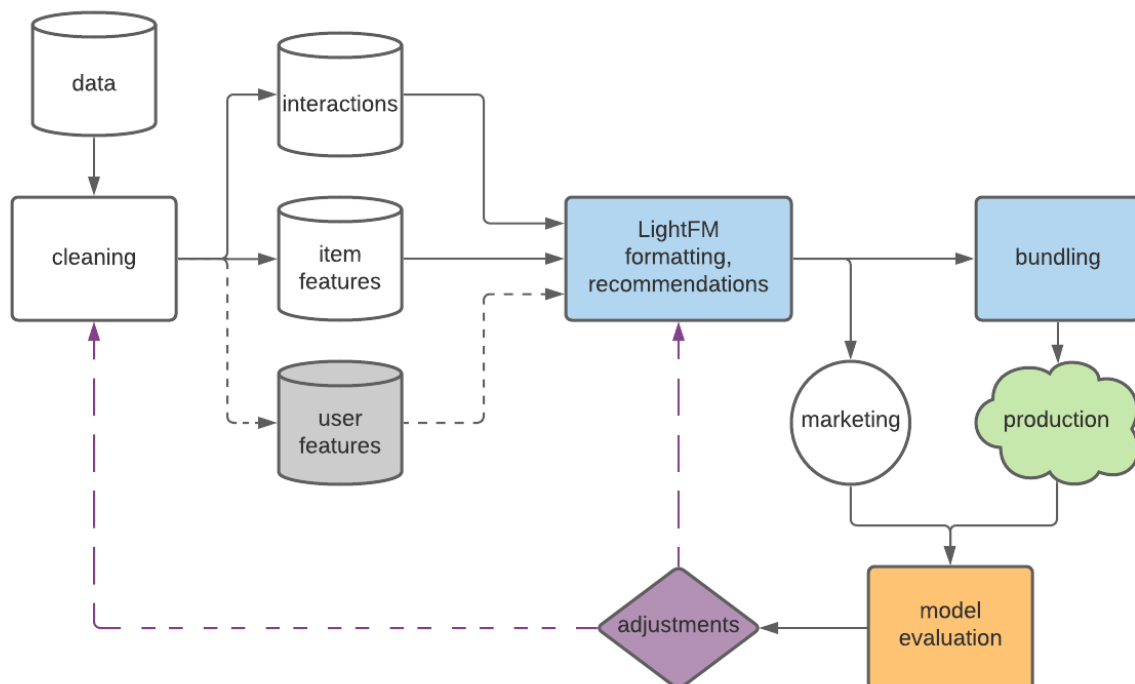 data
interactions
cleaning
item
features
LightFM
formatting,
recommendations
bundling
user
features
marketing
production
adjustments
model
evaluation